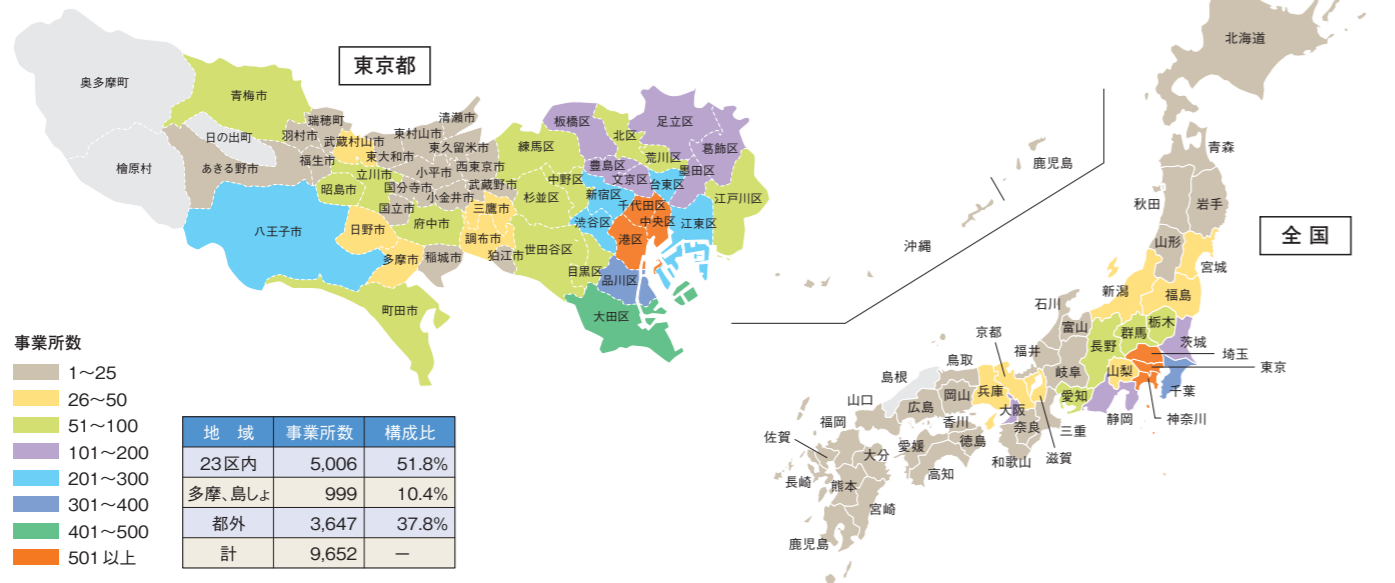 東京都
奥多摩町
青梅市
日の出町
檜原村
あきる野市
瑞穂町
羽村市
武蔵村山市
福生市
東大和市
東村山市
清瀬市
東久留米市
立川市
小平市
西東京市
昭島市
国分寺市
武蔵野市
小金井市
国立市
三鷹市
八王子市
日野市
府中市
調布市
多摩市
稲城市
狛江市
町田市
板橋区
北区
足立区
練馬区
荒川区
葛飾区
豊島区
文京区
墨田区
台東区
中野区
新宿区
杉並区
千代田区
江戸川区
渋谷区
中央区
江東区
港区
世田谷区
目黒区
品川区
大田区
全国
北海道
青森
秋田
岩手
山形
宮城
新潟
福島
鹿児島
沖縄
石川
富山
群馬
栃木
長野
茨城
埼玉
東京
千葉
神奈川
山梨
静岡
愛知
岐阜
福井
京都
鳥取
島根
兵庫
岡山
広島
山口
大阪
奈良
三重
滋賀
和歌山
香川
徳島
愛媛
高知
福岡
佐賀
大分
長崎
熊本
宮崎
鹿児島
事業所数
1～25
26～50
51～100
101～200
201～300
301～400
401～500
501以上
地域 事業所数 構成比
23区内 5,006 51.8%
多摩、島しょ 999 10.4%
都外 3,647 37.8%
計 9,652 ―